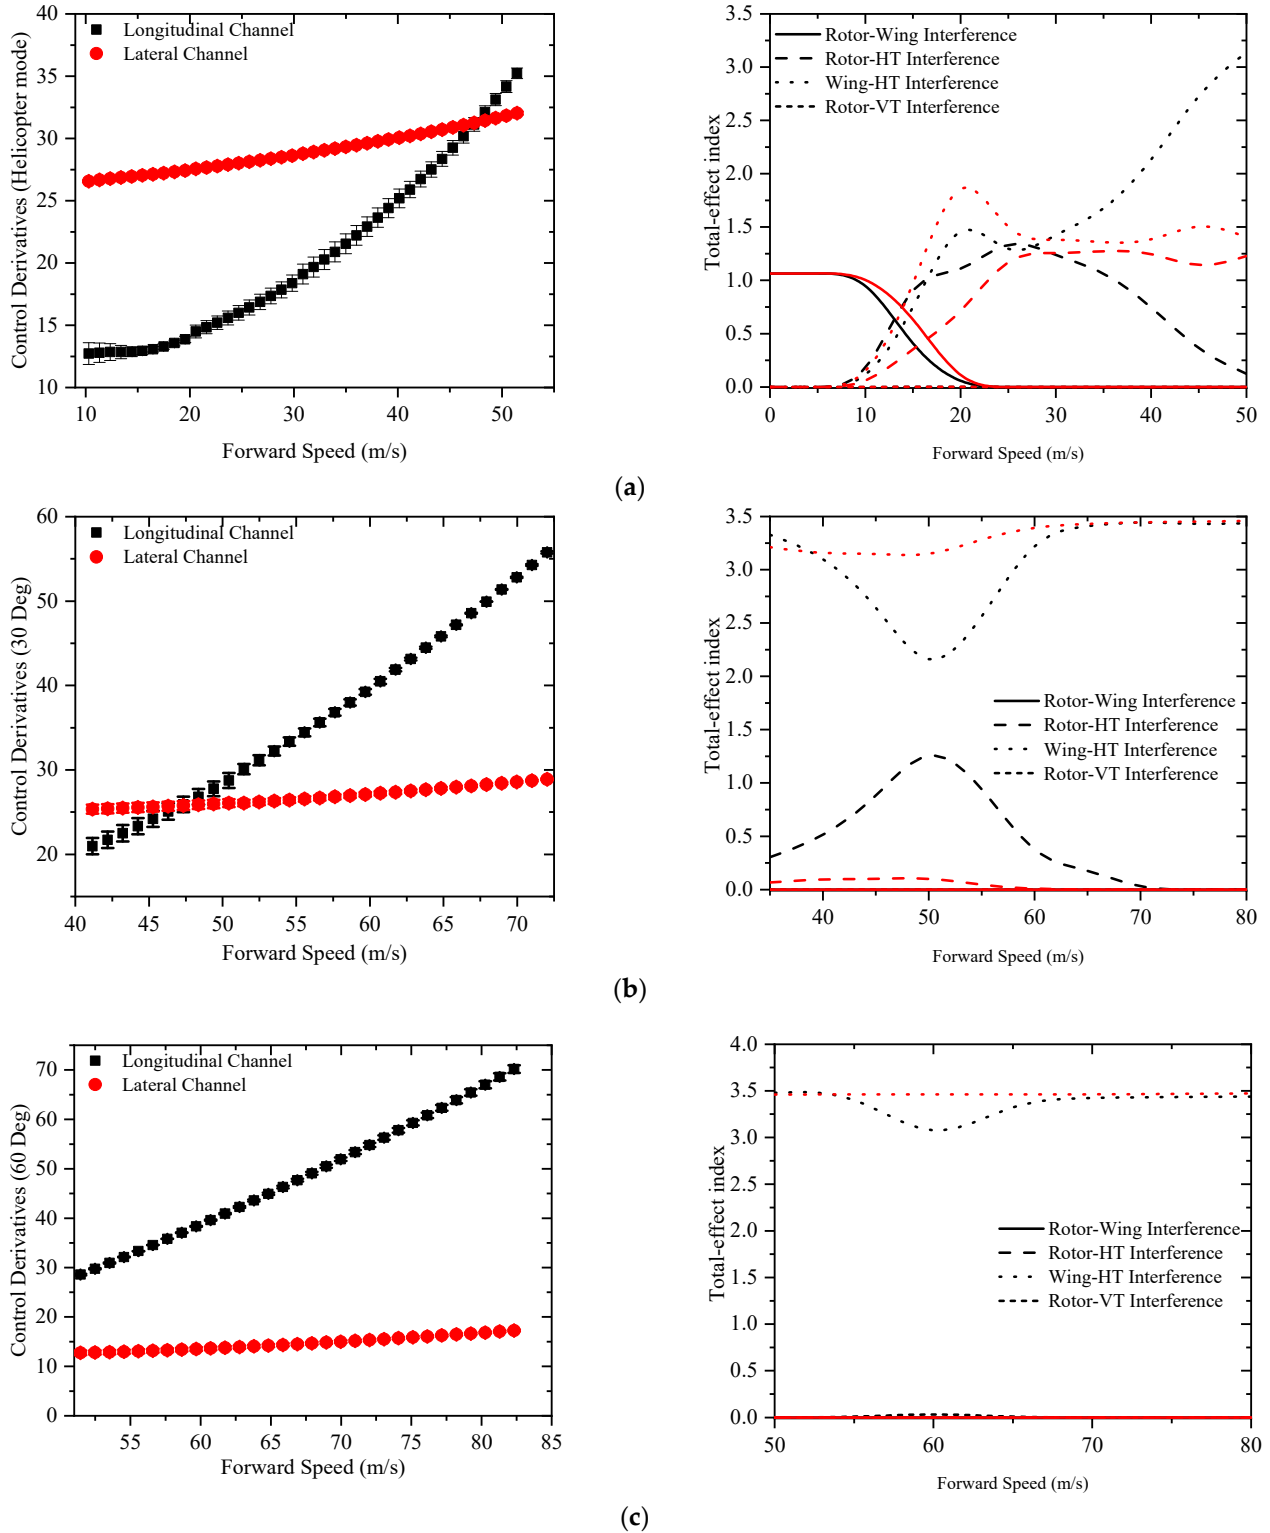 40
35
30
25
20
15
10
Control Derivatives (Helicopter mode)
Longitudinal Channel
Lateral Channel
10 20 30 40 50
Forward Speed (m/s)
3.5
3.0
2.5
2.0
1.5
1.0
0.5
0.0
Total-effect index
Rotor-Wing Interference
Rotor-HT Interference
Wing-HT Interference
Rotor-VT Interference
0 10 20 30 40 50
Forward Speed (m/s)
(a)
60
50
40
30
20
Control Derivatives (30 Deg)
Longitudinal Channel
Lateral Channel
40 45 50 55 60 65 70
Forward Speed (m/s)
3.5
3.0
2.5
2.0
1.5
1.0
0.5
0.0
Total-effect index
Rotor-Wing Interference
Rotor-HT Interference
Wing-HT Interference
Rotor-VT Interference
40 50 60 70 80
Forward Speed (m/s)
(b)
70
60
50
40
30
20
10
0
Control Derivatives (60 Deg)
Longitudinal Channel
Lateral Channel
55 60 65 70 75 80 85
Forward Speed (m/s)
4.0
3.5
3.0
2.5
2.0
1.5
1.0
0.5
0.0
Total-effect index
Rotor-Wing Interference
Rotor-HT Interference
Wing-HT Interference
Rotor-VT Interference
50 60 70 80
Forward Speed (m/s)
(c)